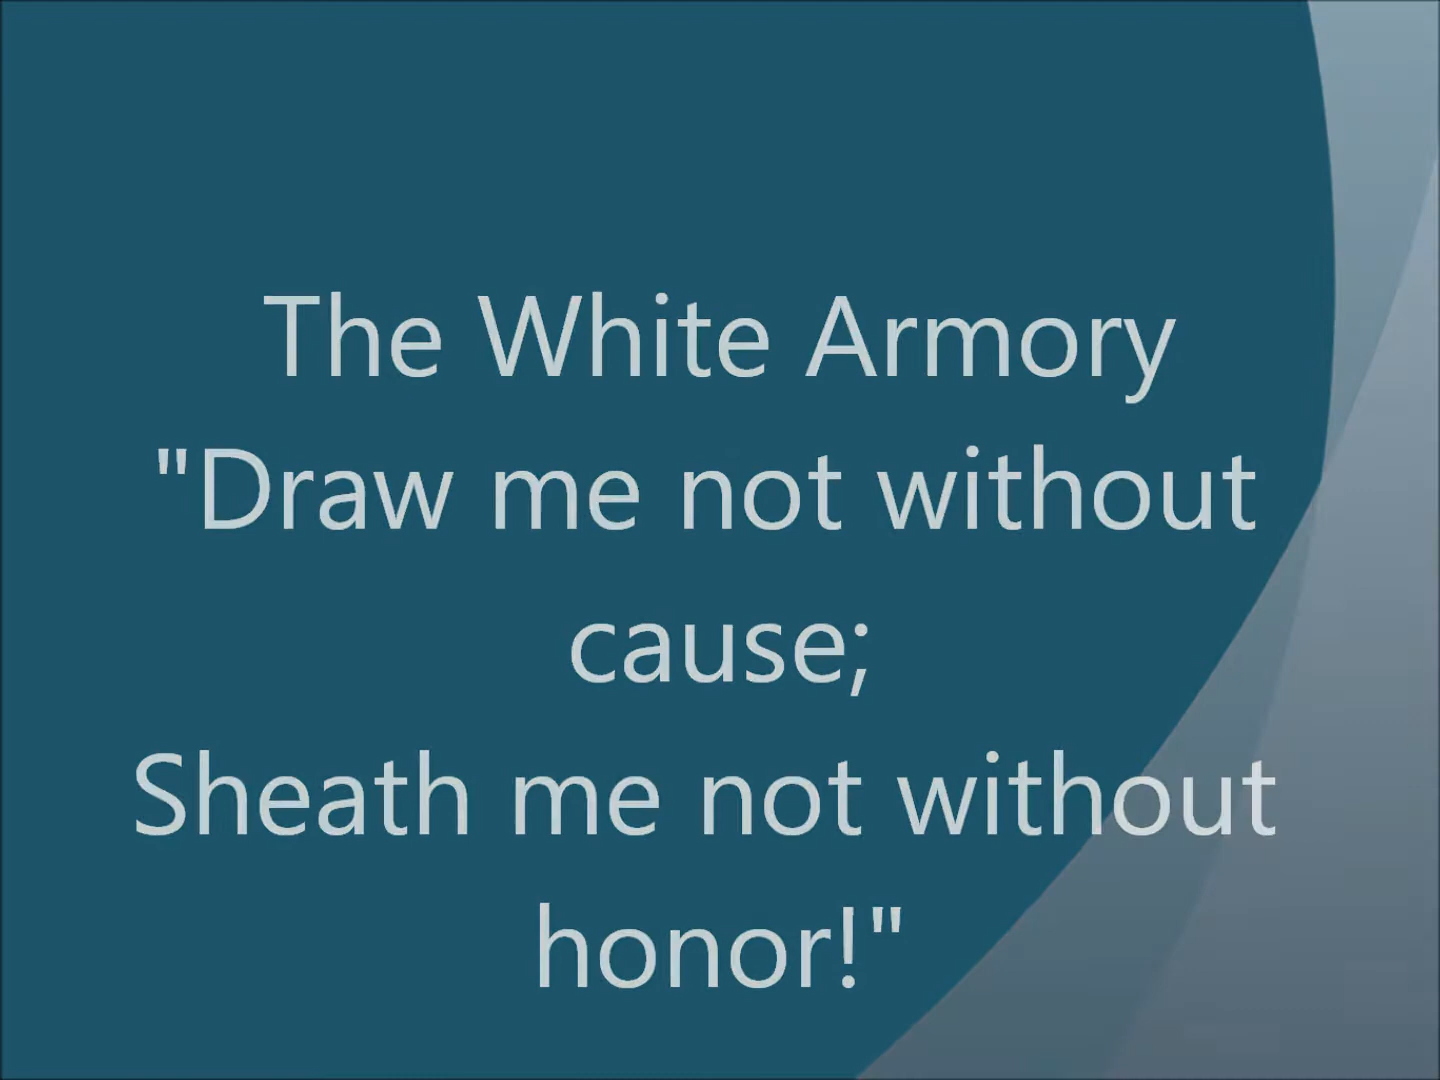 The White Armory
"Draw me not without
cause;
Sheath me not without
honor!"